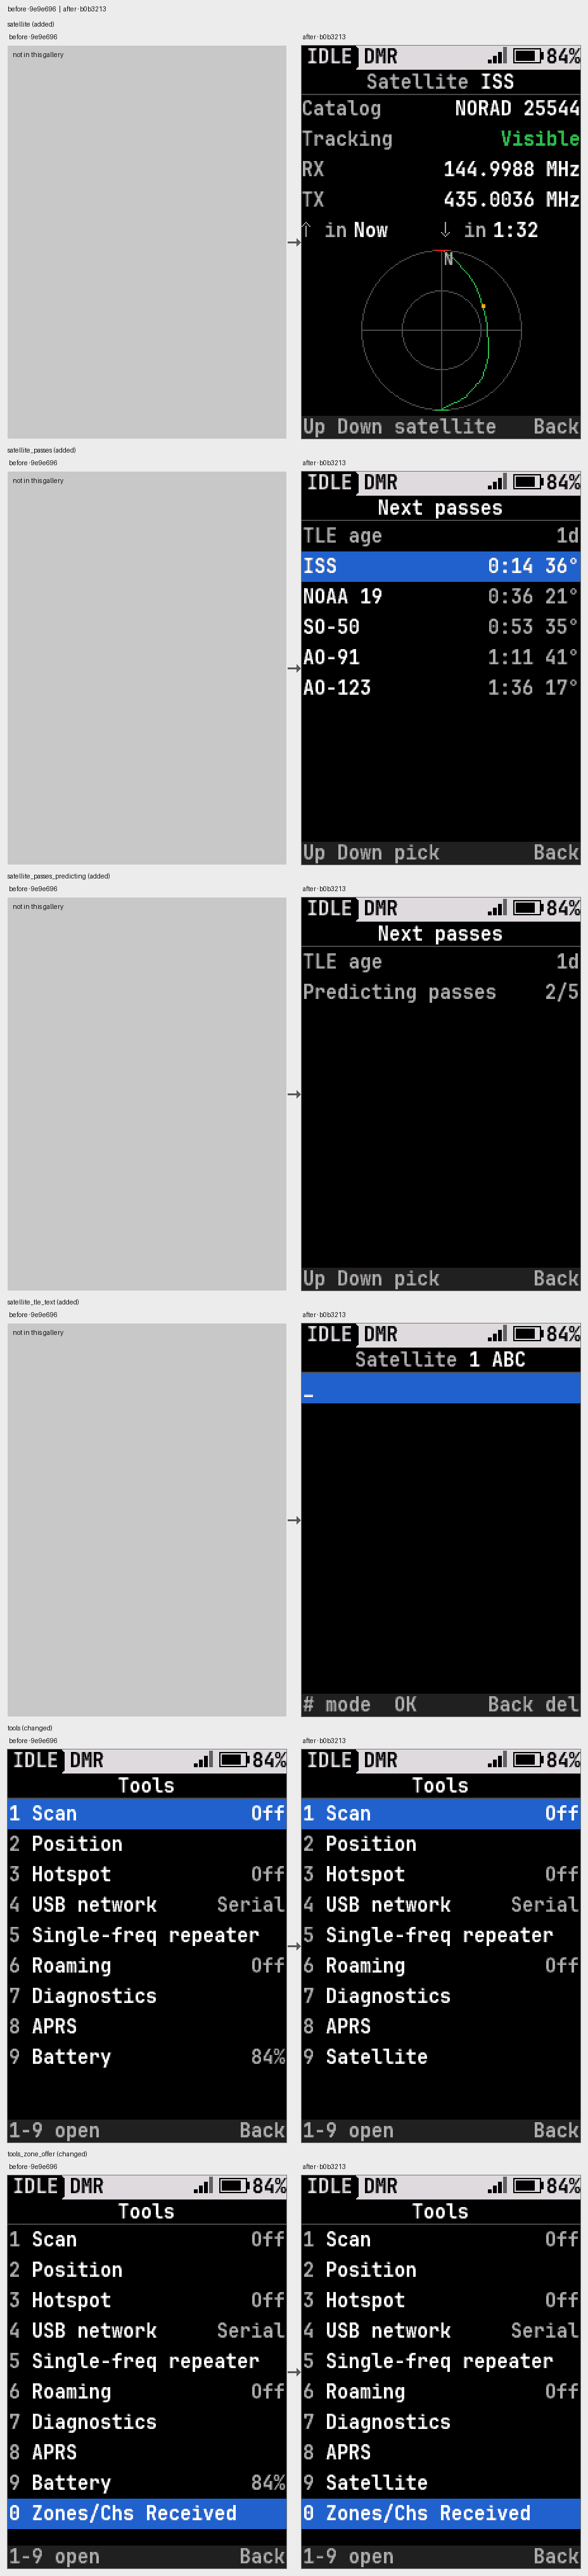 before · 9e9e696 | after · b0b3213
satellite (added)
before · 9e9e696 after · b0b3213
not in this gallery
IDLE DMR 84%
Satellite ISS
Catalog NORAD 25544
Tracking Visible
RX 144.9988 MHz
TX 435.0036 MHz
↑ in Now ↓ in 1:32
→
N
Up Down satellite Back
satellite_passes (added)
before · 9e9e696 after · b0b3213
not in this gallery
IDLE DMR 84%
Next passes
TLE age 1d
ISS 0:14 36°
NOAA 19 0:36 21°
SO-50 0:53 35°
AO-91 1:11 41°
→
AO-123 1:36 17°
Up Down pick Back
satellite_passes_predicting (added)
before · 9e9e696 after · b0b3213
not in this gallery
IDLE DMR 84%
Next passes
TLE age 1d
Predicting passes 2/5
→
Up Down pick Back
satellite_tle_text (added)
before · 9e9e696 after · b0b3213
not in this gallery
IDLE DMR 84%
Satellite 1 ABC
_
→
# mode OK Back del
tools (changed)
before · 9e9e696 after · b0b3213
IDLE DMR 84% IDLE DMR 84%
Tools Tools
1 Scan Off 1 Scan Off
2 Position 2 Position
3 Hotspot Off 3 Hotspot Off
4 USB network Serial 4 USB network Serial
5 Single-freq repeater → 5 Single-freq repeater
6 Roaming Off 6 Roaming Off
7 Diagnostics 7 Diagnostics
8 APRS 8 APRS
9 Battery 84% 9 Satellite
1-9 open Back 1-9 open Back
tools_zone_offer (changed)
before · 9e9e696 after · b0b3213
IDLE DMR 84% IDLE DMR 84%
Tools Tools
1 Scan Off 1 Scan Off
2 Position 2 Position
3 Hotspot Off 3 Hotspot Off
4 USB network Serial 4 USB network Serial
5 Single-freq repeater → 5 Single-freq repeater
6 Roaming Off 6 Roaming Off
7 Diagnostics 7 Diagnostics
8 APRS 8 APRS
9 Battery 84% 9 Satellite
0 Zones/Chs Received 0 Zones/Chs Received
1-9 open Back 1-9 open Back